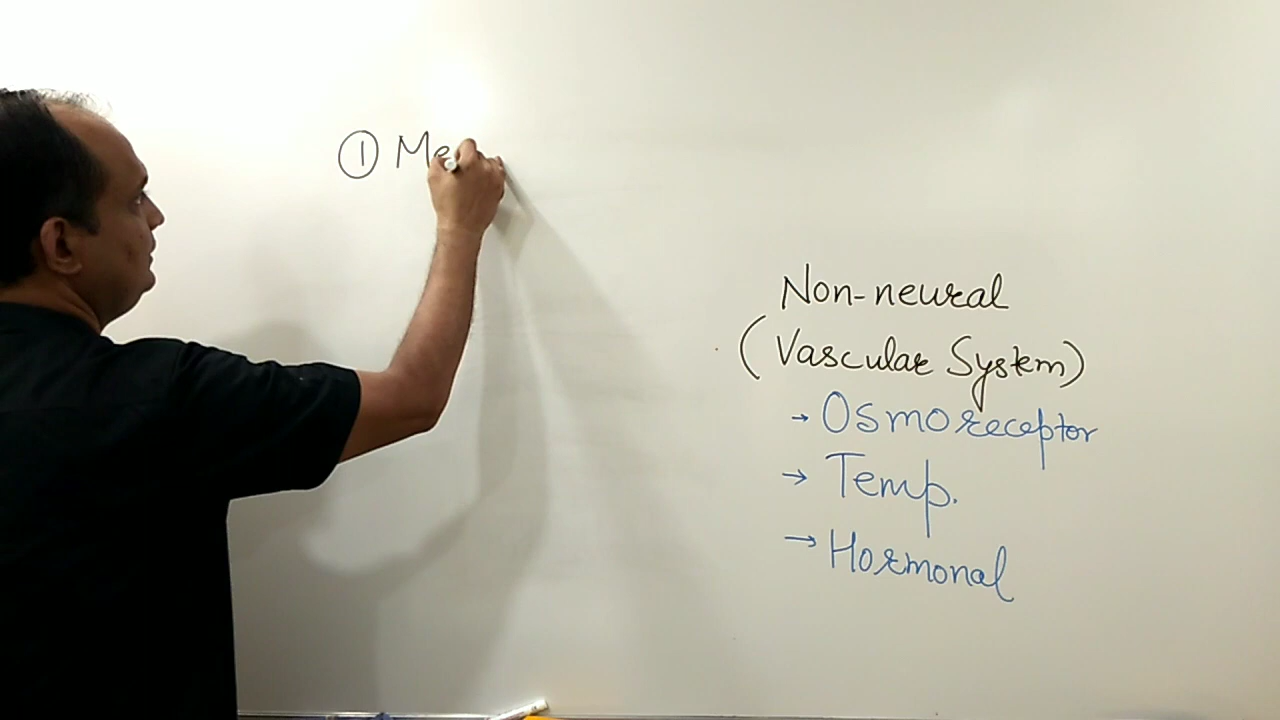 ① Me
Non-neural
(Vascular System)
→ Osmoreceptor
→ Temp.
→ Hormonal